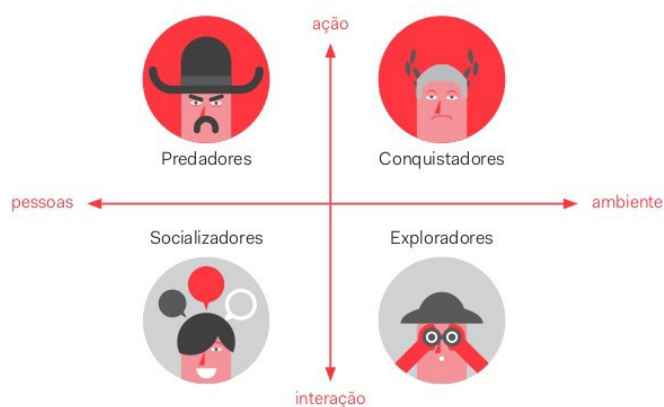 ação
Predadores
Conquistadores
pessoas
ambiente
Socializadores
Exploradores
interação